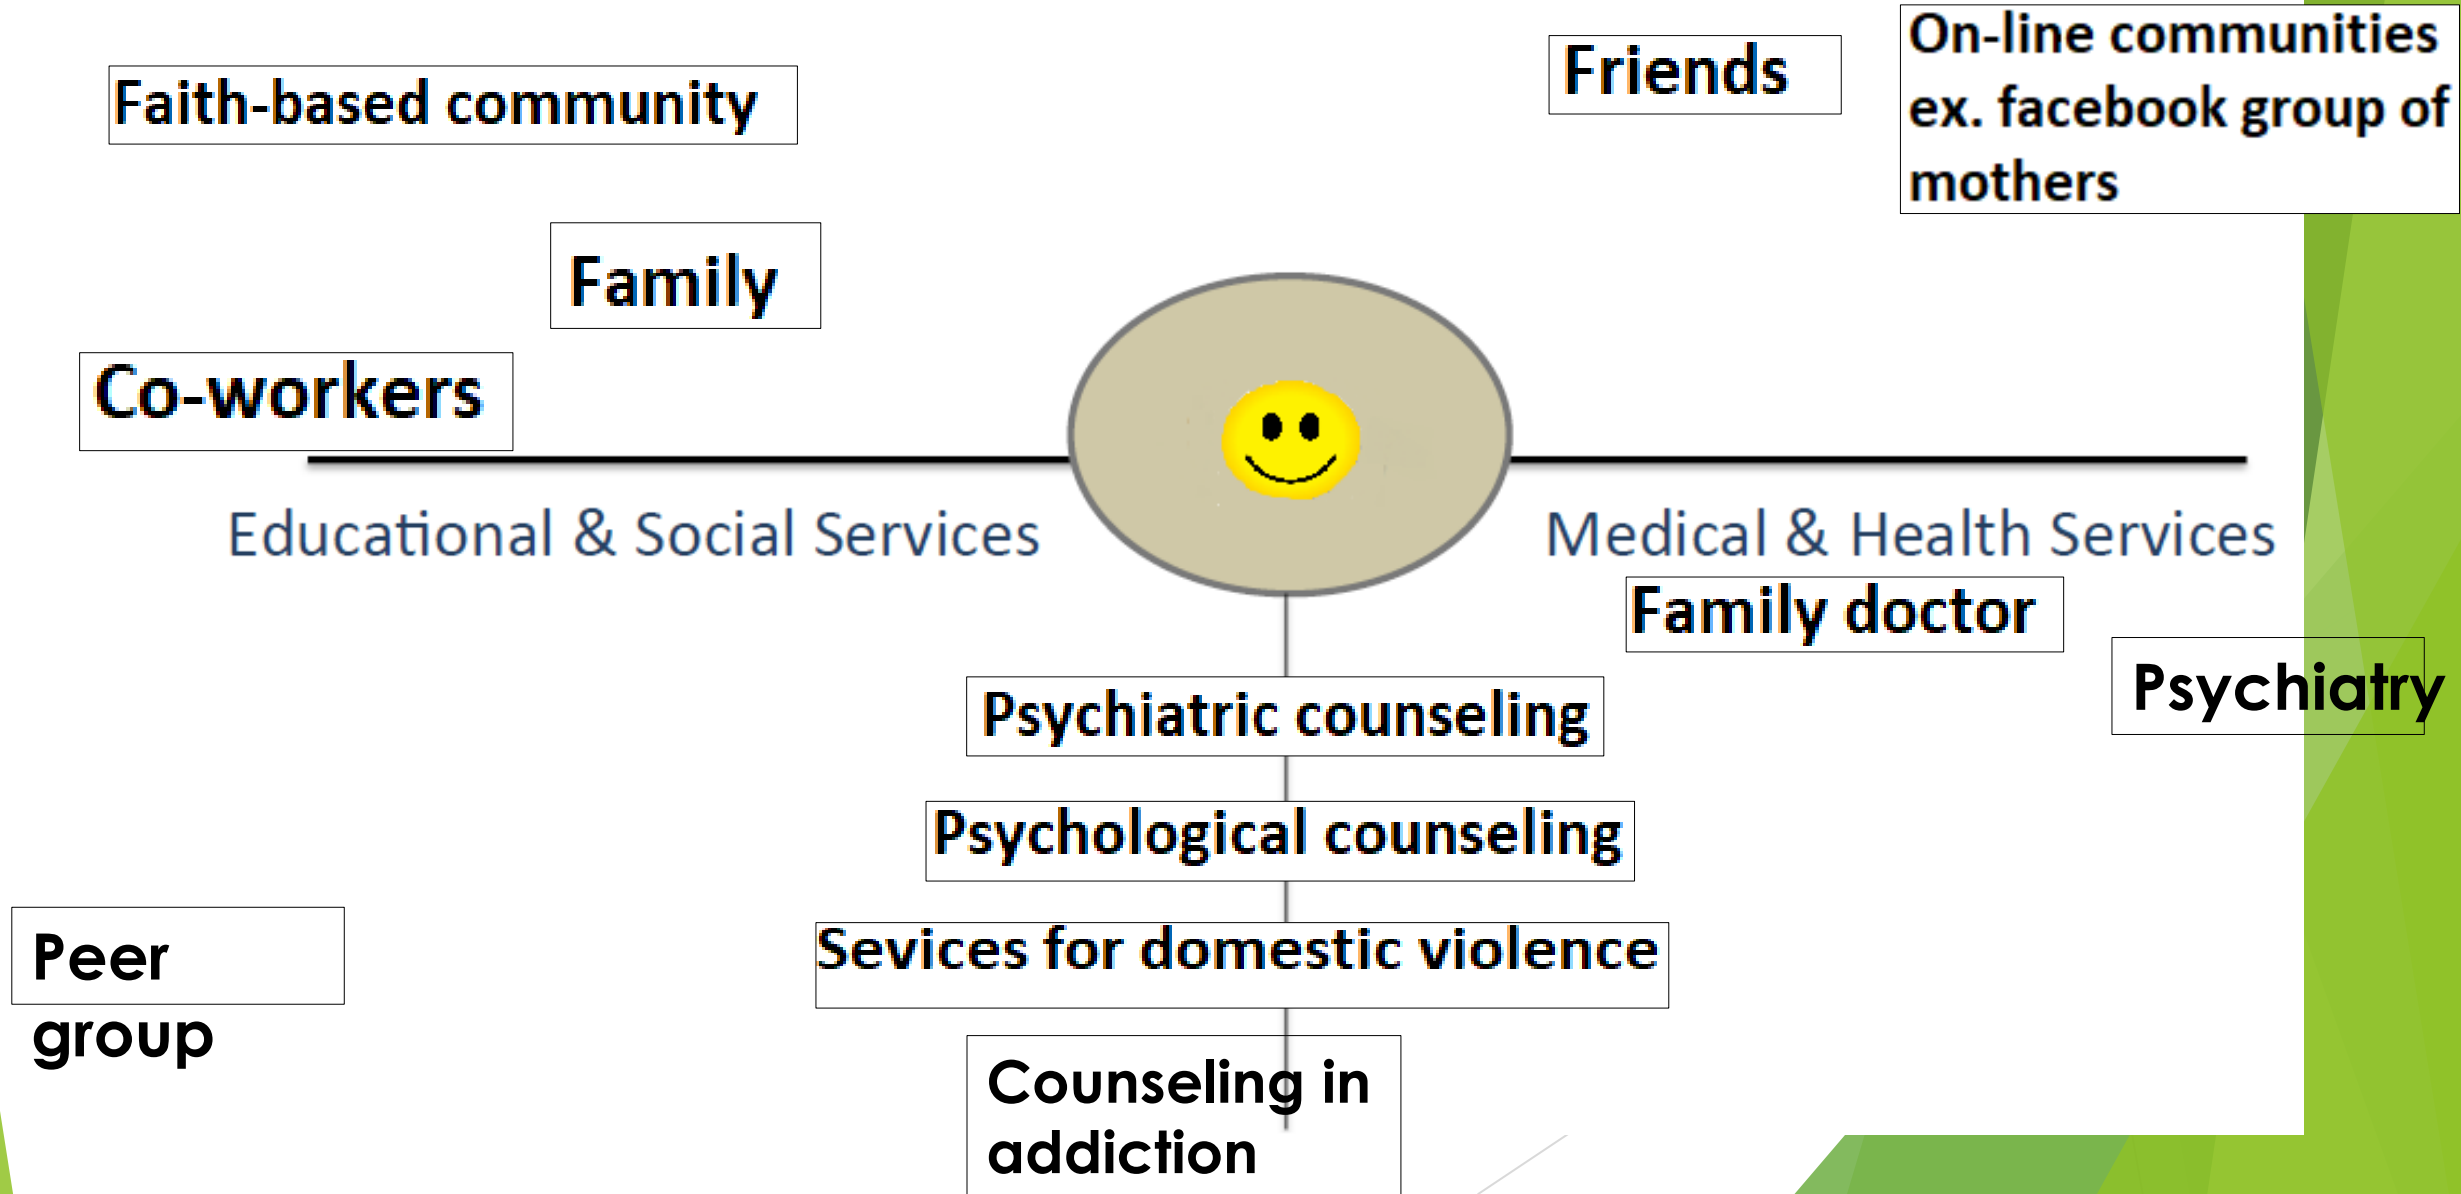 On-line communities
ex. facebook group of
mothers
Friends
Faith-based community
Family
Co-workers
Educational & Social Services
Medical & Health Services
Family doctor
Psychiatry
Psychiatric counseling
Psychological counseling
Sevices for domestic violence
Peer
group
Counseling in
addiction